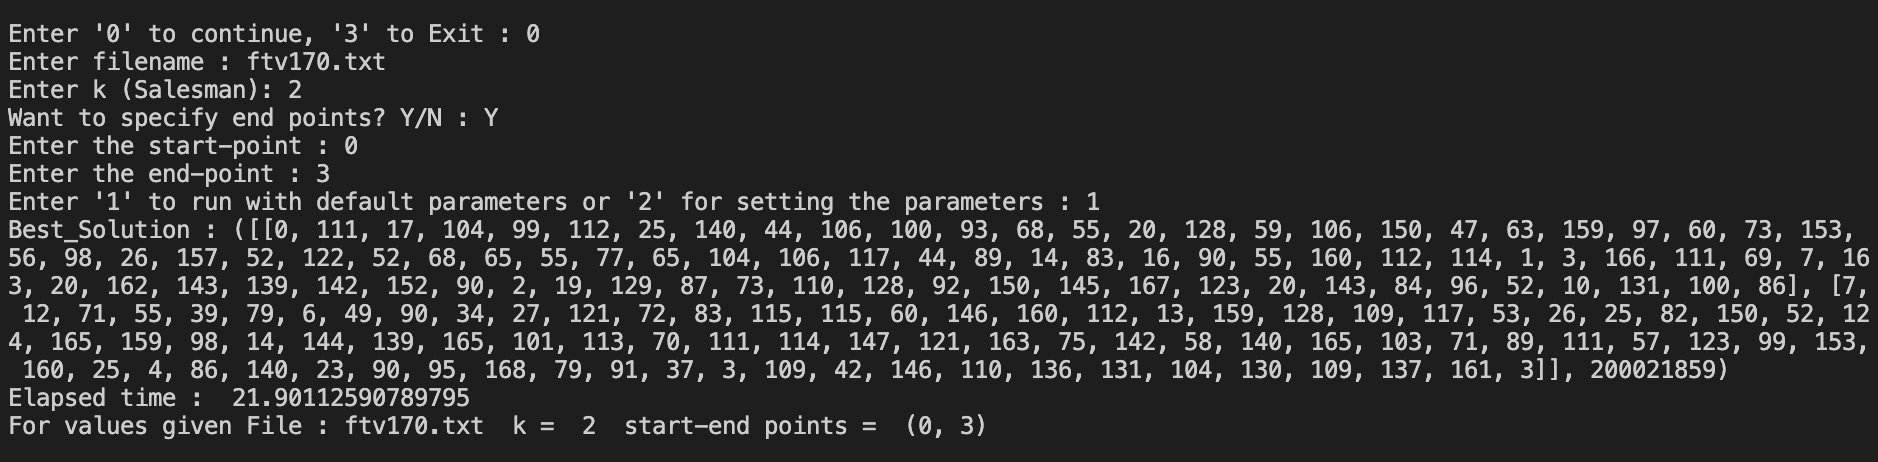 Enter '0' to continue, '3' to Exit : 0
Enter filename : ftv170.txt
Enter k (Salesman): 2
Want to specify end points? Y/N : Y
Enter the start-point : 0
Enter the end-point : 3
Enter '1' to run with default parameters or '2' for setting the parameters : 1
Best_Solution : ([[0, 111, 17, 104, 99, 112, 25, 140, 44, 106, 100, 93, 68, 55, 20, 128, 59, 106, 150, 47, 63, 159, 97, 60, 73, 153,
56, 98, 26, 157, 52, 122, 52, 68, 65, 55, 77, 65, 104, 106, 117, 44, 89, 14, 83, 16, 90, 55, 160, 112, 114, 1, 3, 166, 111, 69, 7, 16
3, 20, 162, 143, 139, 142, 152, 90, 2, 19, 129, 87, 73, 110, 128, 92, 150, 145, 167, 123, 20, 143, 84, 96, 52, 10, 131, 100, 86], [7,
12, 71, 55, 39, 79, 6, 49, 90, 34, 27, 121, 72, 83, 115, 115, 60, 146, 160, 112, 13, 159, 128, 109, 117, 53, 26, 25, 82, 150, 52, 12
4, 165, 159, 98, 14, 144, 139, 165, 101, 113, 70, 111, 114, 147, 121, 163, 75, 142, 58, 140, 165, 103, 71, 89, 111, 57, 123, 99, 153,
160, 25, 4, 86, 140, 23, 90, 95, 168, 79, 91, 37, 3, 109, 42, 146, 110, 136, 131, 104, 130, 109, 137, 161, 3]], 200021859)
Elapsed time :  21.90112590789795
For values given File : ftv170.txt  k =  2  start-end points =  (0, 3)